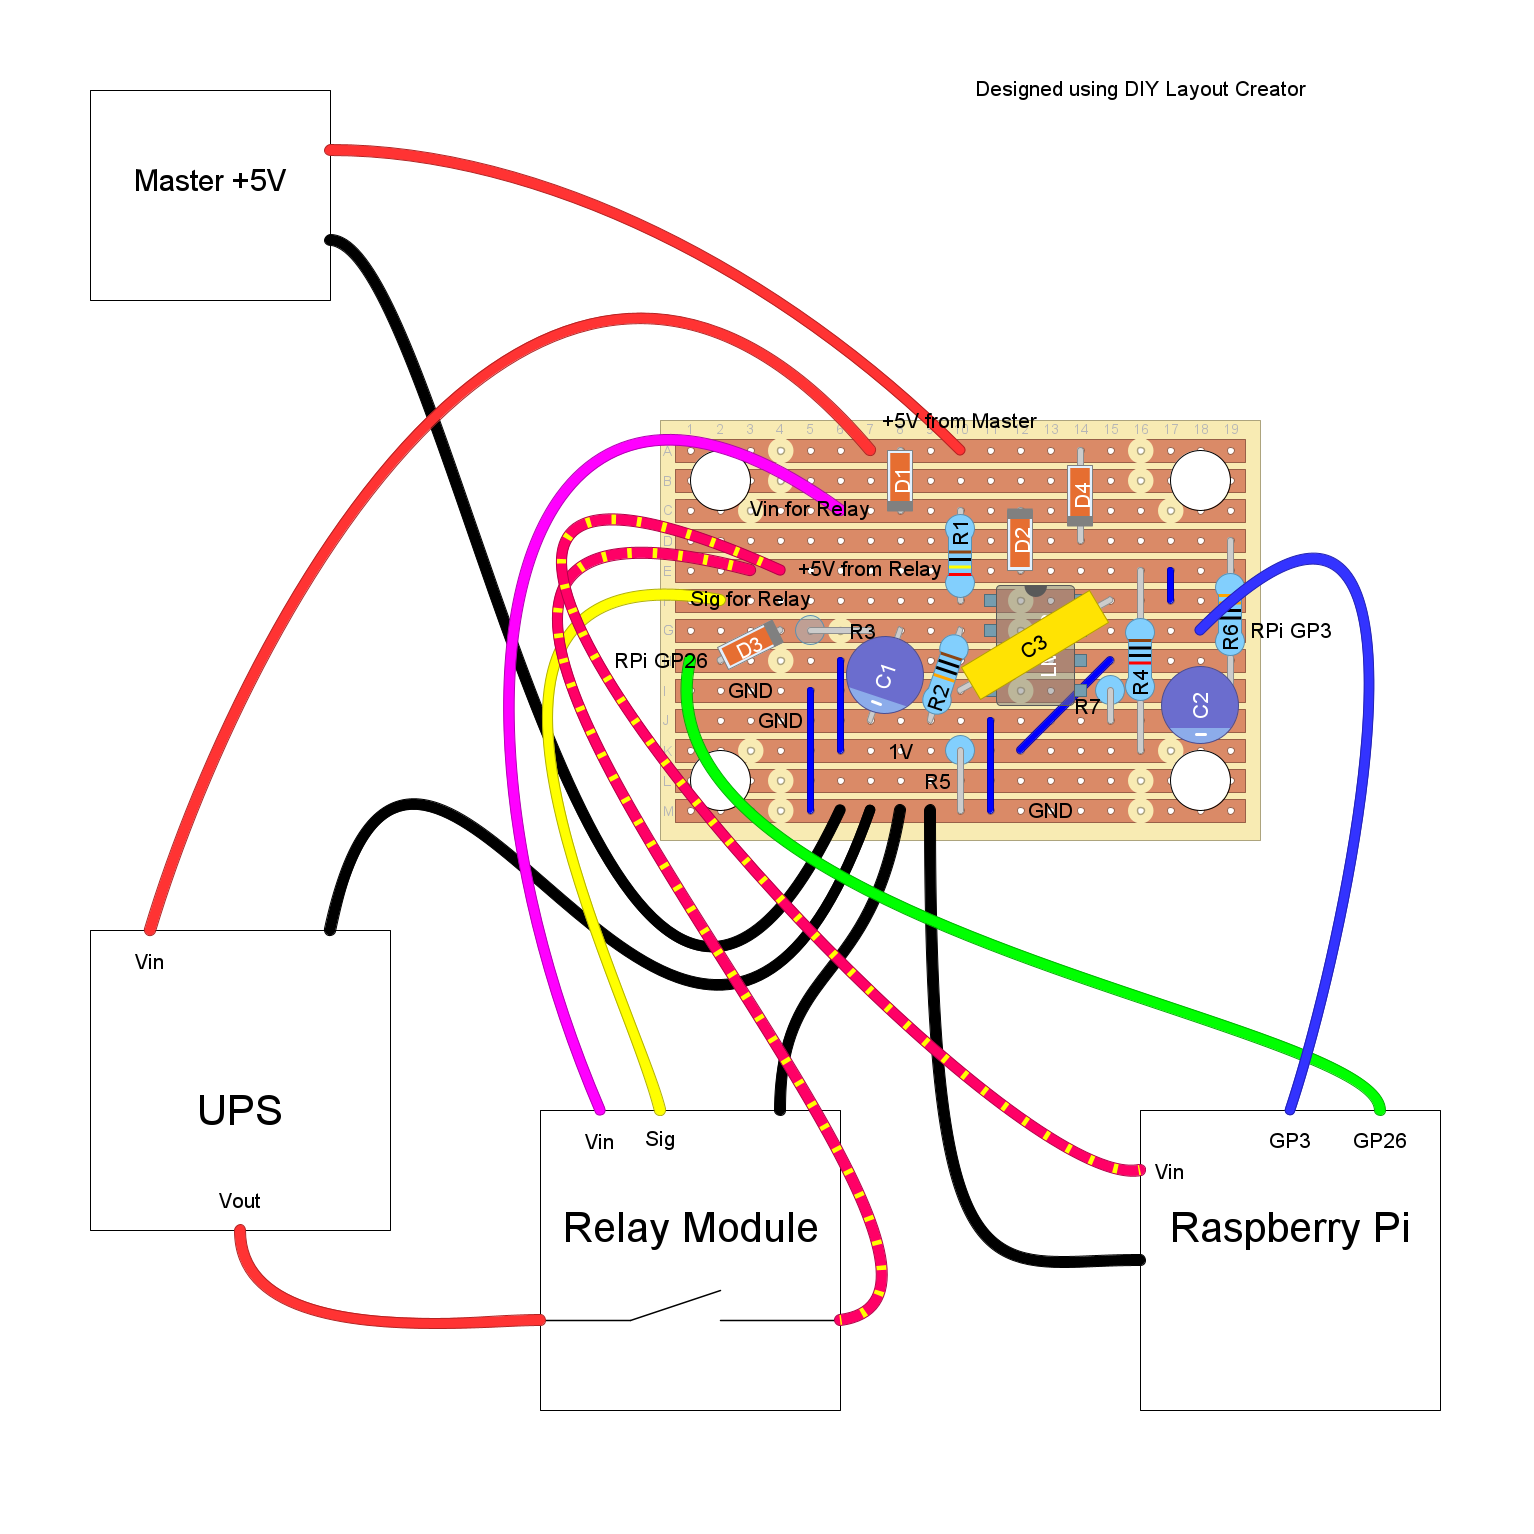 Designed using DIY Layout Creator
Master +5V
+5V from Master
1 2 3 4 5 6 7 8 9 10 11 12 13 14 15 16 17 18 19
A
B
D1
D4
C
Vin for Relay
D
R1
D2
E
+5V from Relay
F
Sig for Relay
G
D3
R3
C3
R6
RPi GP3
RPi GP26
C1
I
GND
R2
R4
R7
C2
J
GND
K
1V
L
R5
M
GND
Vin
UPS
Vout
Vin
Sig
Relay Module
GP3
GP26
Vin
Raspberry Pi